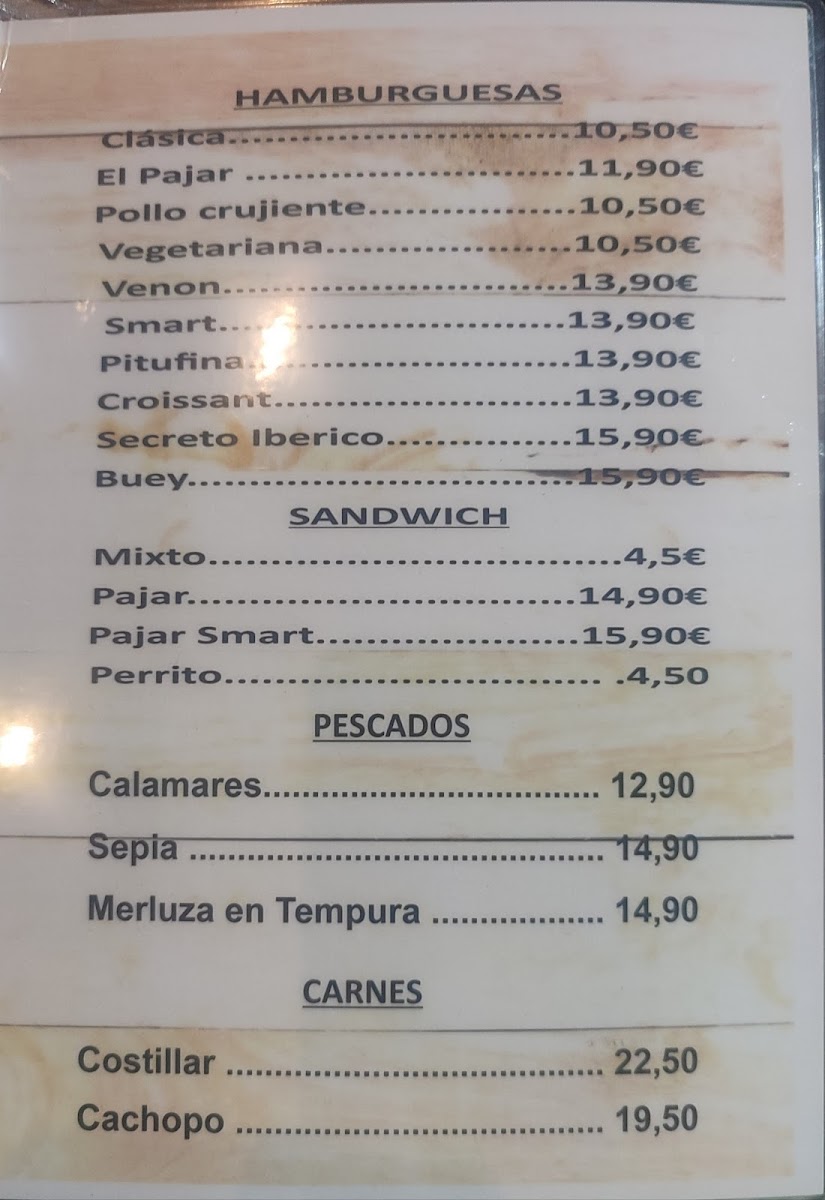 HAMBURGUESAS
Clásica..............................10,50€
El Pajar ............................11,90€
Pollo crujiente.................10,50€
Vegetariana.....................10,50€
Venon..............................13,90€
Smart..............................13,90€
Pitufina...........................13,90€
Croissant.........................13,90€
Secreto Iberico...............15,90€
Buey.................................15,90€
SANDWICH
Mixto....................................4,5€
Pajar.................................14,90€
Pajar Smart.......................15,90€
Perrito................................. .4,50
PESCADOS
Calamares.................................. 12,90
Sepia .......................................... 14,90
Merluza en Tempura .................. 14,90
CARNES
Costillar ...................................... 22,50
Cachopo ..................................... 19,50